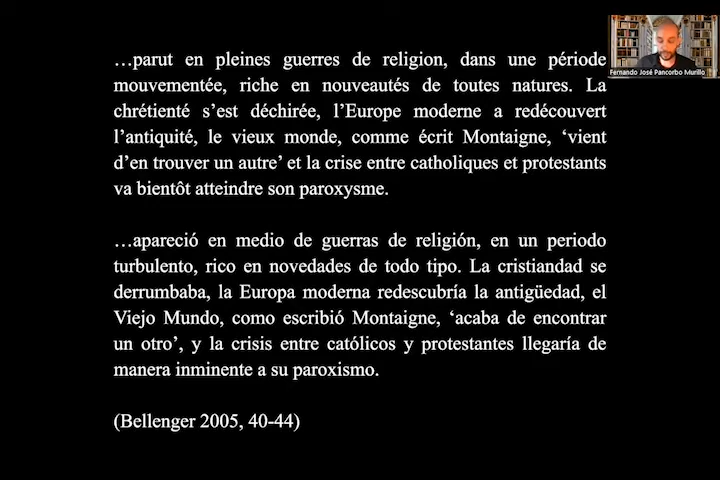 …parut en pleines guerres de religion, dans une période
mouvementée, riche en nouveautés de toutes natures. La
chrétienté s’est déchirée, l’Europe moderne a redécouvert
l’antiquité, le vieux monde, comme écrit Montaigne, ‘vient
d’en trouver un autre’ et la crise entre catholiques et protestants
va bientôt atteindre son paroxysme.
…apareció en medio de guerras de religión, en un periodo
turbulento, rico en novedades de todo tipo. La cristiandad se
derrumbaba, la Europa moderna redescubría la antigüedad, el
Viejo Mundo, como escribió Montaigne, ‘acaba de encontrar
un otro’, y la crisis entre católicos y protestantes llegaría de
manera inminente a su paroxismo.
(Bellenger 2005, 40-44)
Fernando José Pancorbo Murillo